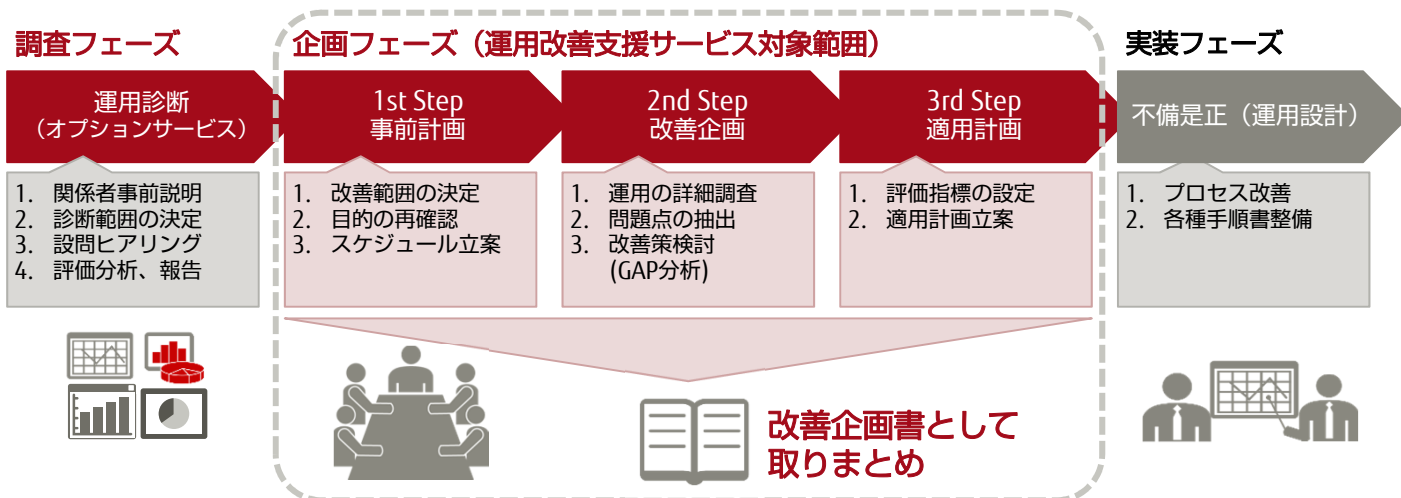 調査フェーズ
企画フェーズ（運用改善支援サービス対象範囲）
実装フェーズ
運用診断
（オプションサービス）
1st Step
事前計画
2nd Step
改善企画
3rd Step
適用計画
不備是正（運用設計）
1. 関係者事前説明
2. 診断範囲の決定
3. 設問ヒアリング
4. 評価分析、報告
1. 改善範囲の決定
2. 目的の再確認
3. スケジュール立案
1. 運用の詳細調査
2. 問題点の抽出
3. 改善策検討
(GAP分析)
1. 評価指標の設定
2. 適用計画立案
1. プロセス改善
2. 各種手順書整備
改善企画書として
取りまとめ